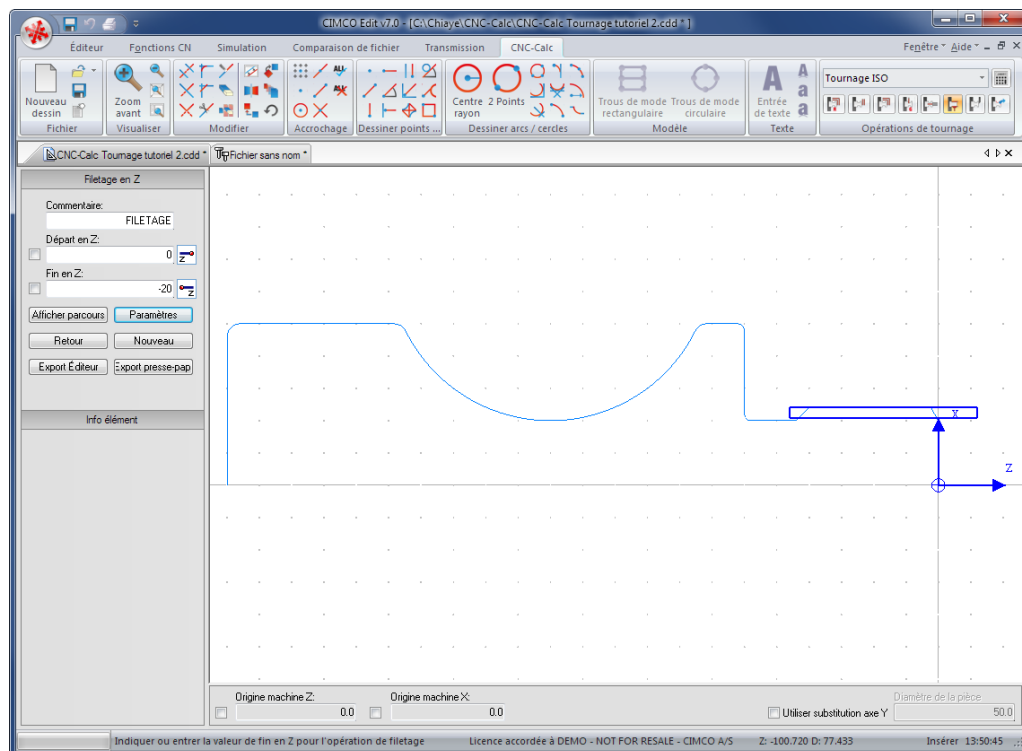 CIMCO Edit v7.0 - [C:\Chiaye\CNC-Calc\CNC-Calc Tournage tutoriel 2.cdd * ]
Éditeur Fonctions CN Simulation Comparaison de fichier Transmission CNC-Calc Fenêtre Aide
Nouveau dessin
Zoom avant
Centre rayon
2 Points
Trous de mode rectangulaire
Trous de mode circulaire
Entrée de texte
A
A
a
a
Tournage ISO
Fichier Visualiser Modifier Accrochage Dessiner points ... Dessiner arcs / cercles Modèle Texte Opérations de tournage
CNC-Calc Tournage tutoriel 2.cdd * Fichier sans nom *
Filetage en Z
Commentaire:
FILETAGE
Départ en Z:
0
Z
Fin en Z:
-20
Z
Afficher parcours Paramètres
Retour Nouveau
Export Éditeur Export presse-pap
Info élément
X
Z
Origine machine Z: Origine machine X: Diamètre de la pièce
0.0 0.0 Utiliser substitution axe Y 50.0
Indiquer ou entrer la valeur de fin en Z pour l'opération de filetage Licence accordée à DEMO - NOT FOR RESALE - CIMCO A/S Z: -100.720 D: 77.433 Insérer 13:50:45